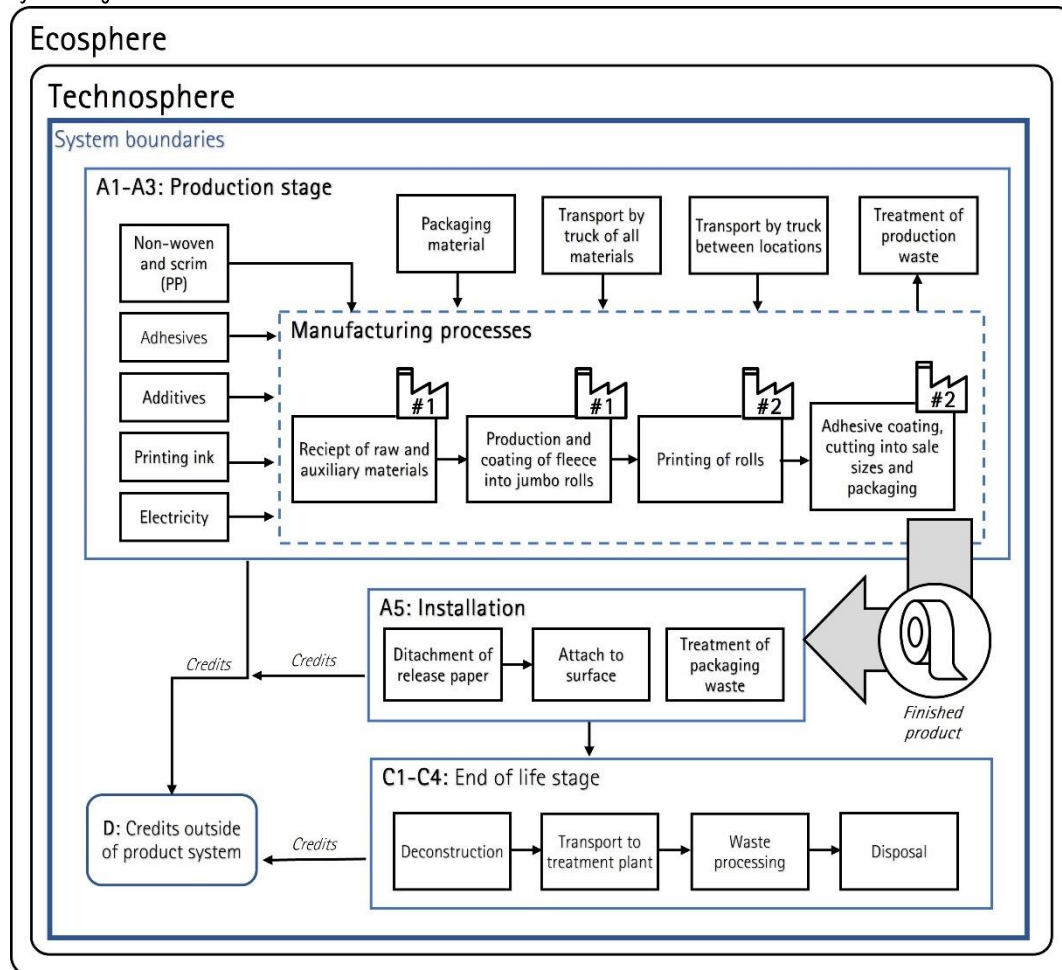 Ecosphere
Technosphere
System boundaries
A1-A3: Production stage
Non-woven
and scrim
(PP)
Packaging
material
Transport by
truck of all
materials
Transport by truck
between locations
Treatment of
production
waste
Adhesives
Additives
Printing ink
Electricity
Manufacturing processes
#1
#1
#2
#2
Reciept of raw and
auxiliary materials
Production and
coating of fleece
into jumbo rolls
Printing of rolls
Adhesive coating,
cutting into sale
sizes and
packaging
A5: Installation
Ditachment of
release paper
Attach to
surface
Treatment of
packaging
waste
Credits
Credits
Finished
product
C1-C4: End of life stage
Deconstruction
Transport to
treatment plant
Waste
processing
Disposal
Credits
D: Credits outside
of product system